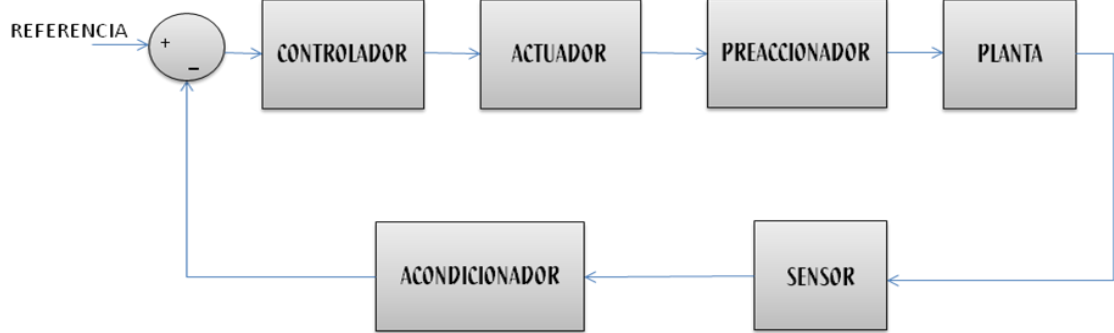 REFERENCIA
+
−
CONTROLADOR
ACTUADOR
PREACCIONADOR
PLANTA
ACONDICIONADOR
SENSOR